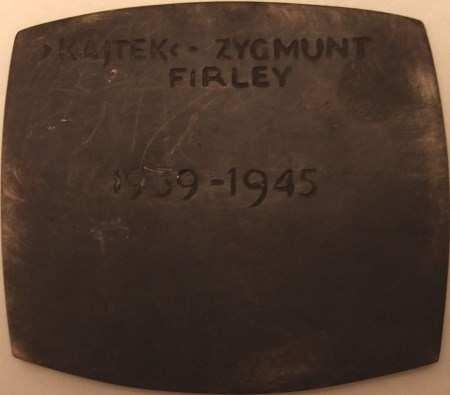 ›KAJTEK‹ - ZYGMUNT
FIRLEY
1939-1945